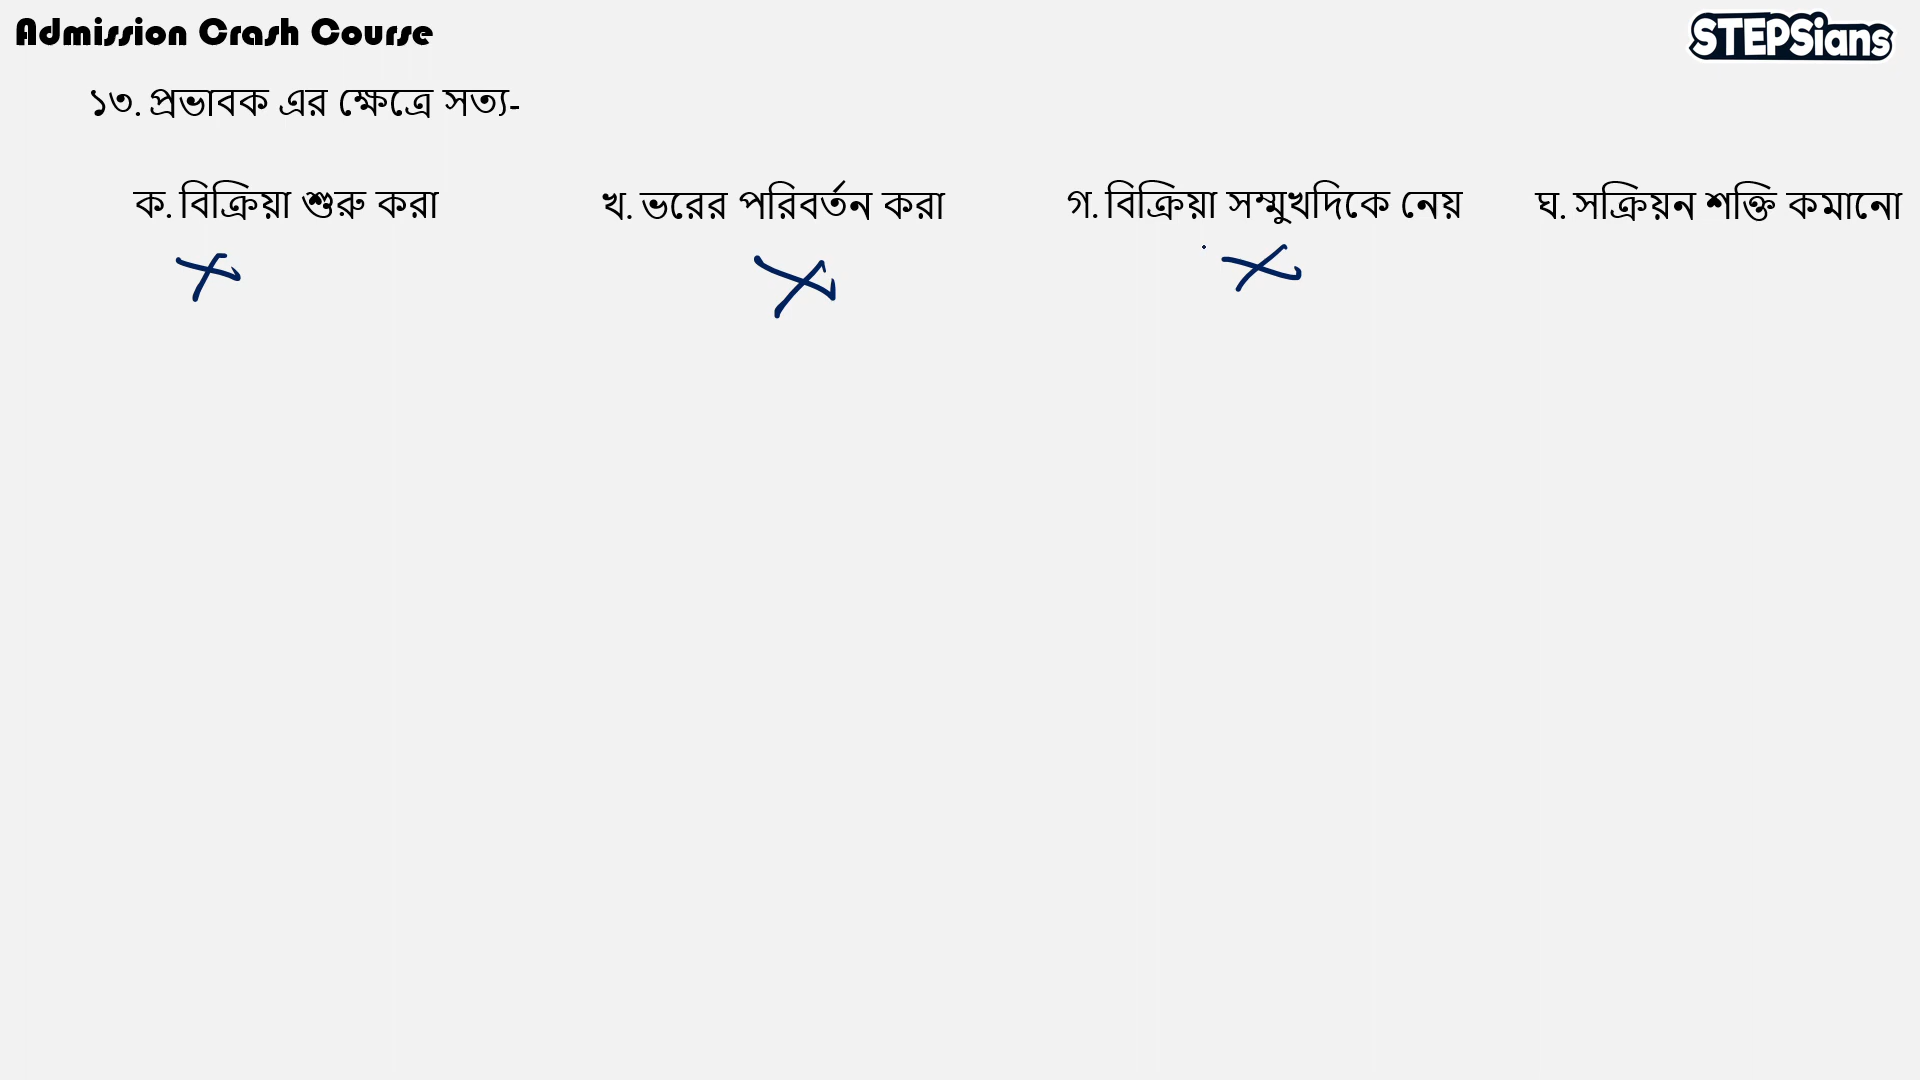 Admission Crash Course
STEPSians
১৩. প্রভাবক এর ক্ষেত্রে সত্য-
ক. বিক্রিয়া শুরু করা খ. ভরের পরিবর্তন করা গ. বিক্রিয়া সম্মুখদিকে নেয় ঘ. সক্রিয়ন শক্তি কমানো